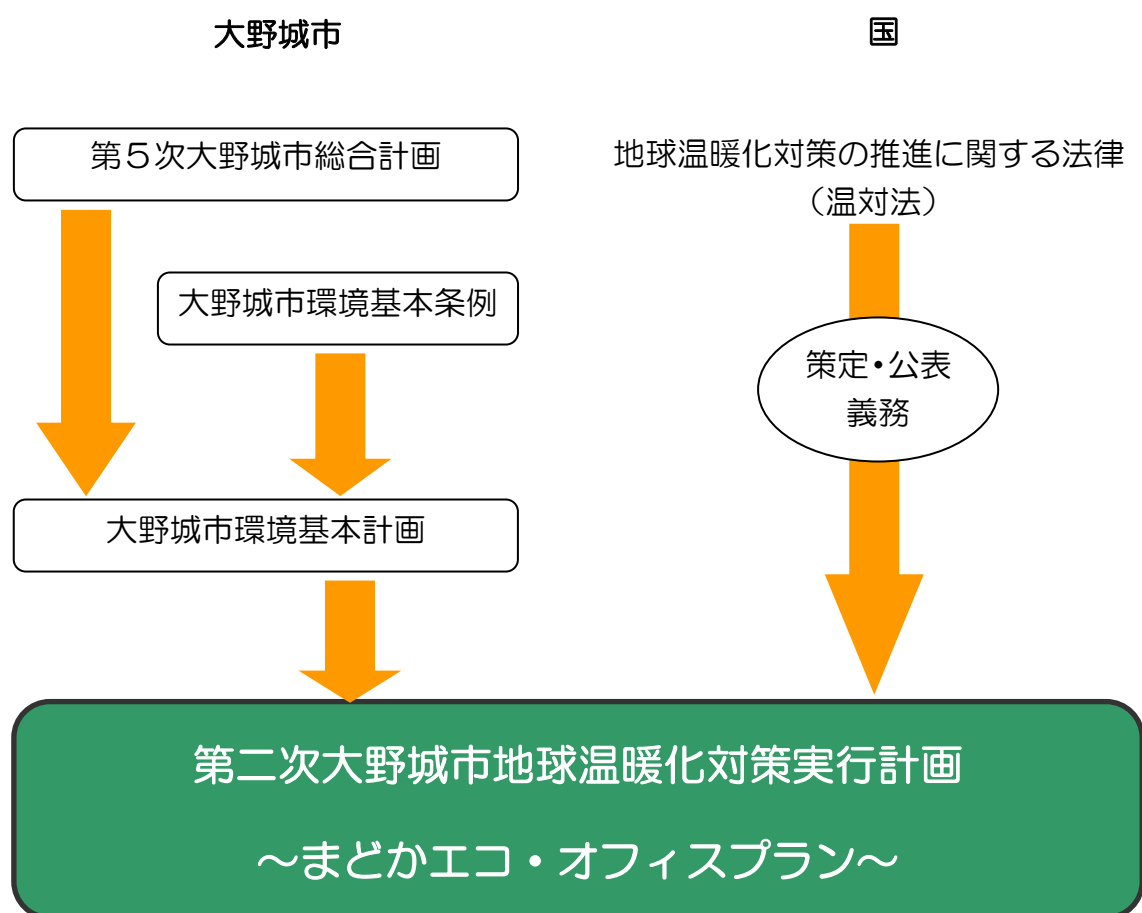 大野城市
国
第５次大野城市総合計画
地球温暖化対策の推進に関する法律
（温対法）
大野城市環境基本条例
策定・公表
義務
大野城市環境基本計画
第二次大野城市地球温暖化対策実行計画
～まどかエコ・オフィスプラン～